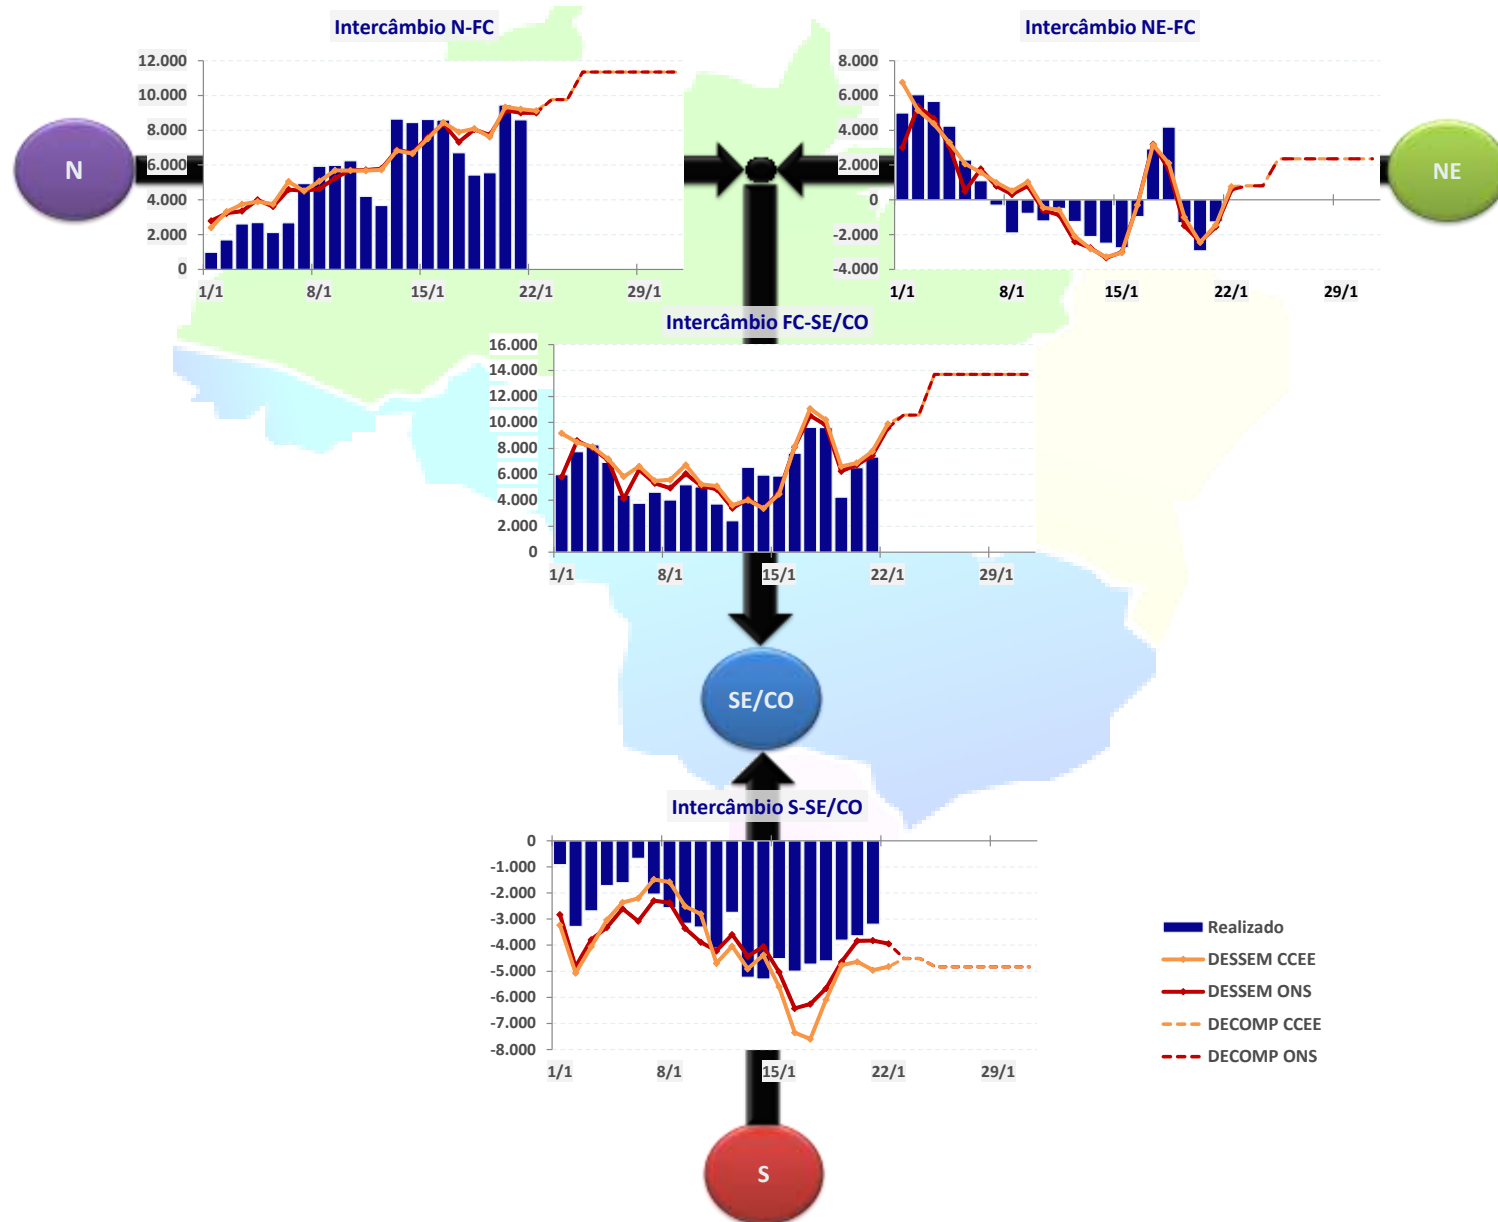 Intercâmbio N-FC
12.000
10.000
8.000
6.000
4.000
2.000
0
1/1 8/1 15/1 22/1 29/1
N
Intercâmbio NE-FC
8.000
6.000
4.000
2.000
0
-2.000
-4.000
1/1 8/1 15/1 22/1 29/1
NE
Intercâmbio FC-SE/CO
16.000
14.000
12.000
10.000
8.000
6.000
4.000
2.000
0
1/1 8/1 15/1 22/1 29/1
SE/CO
Intercâmbio S-SE/CO
0
-1.000
-2.000
-3.000
-4.000
-5.000
-6.000
-7.000
-8.000
1/1 8/1 15/1 22/1 29/1
Realizado
DESSEM CCEE
DESSEM ONS
DECOMP CCEE
DECOMP ONS
S